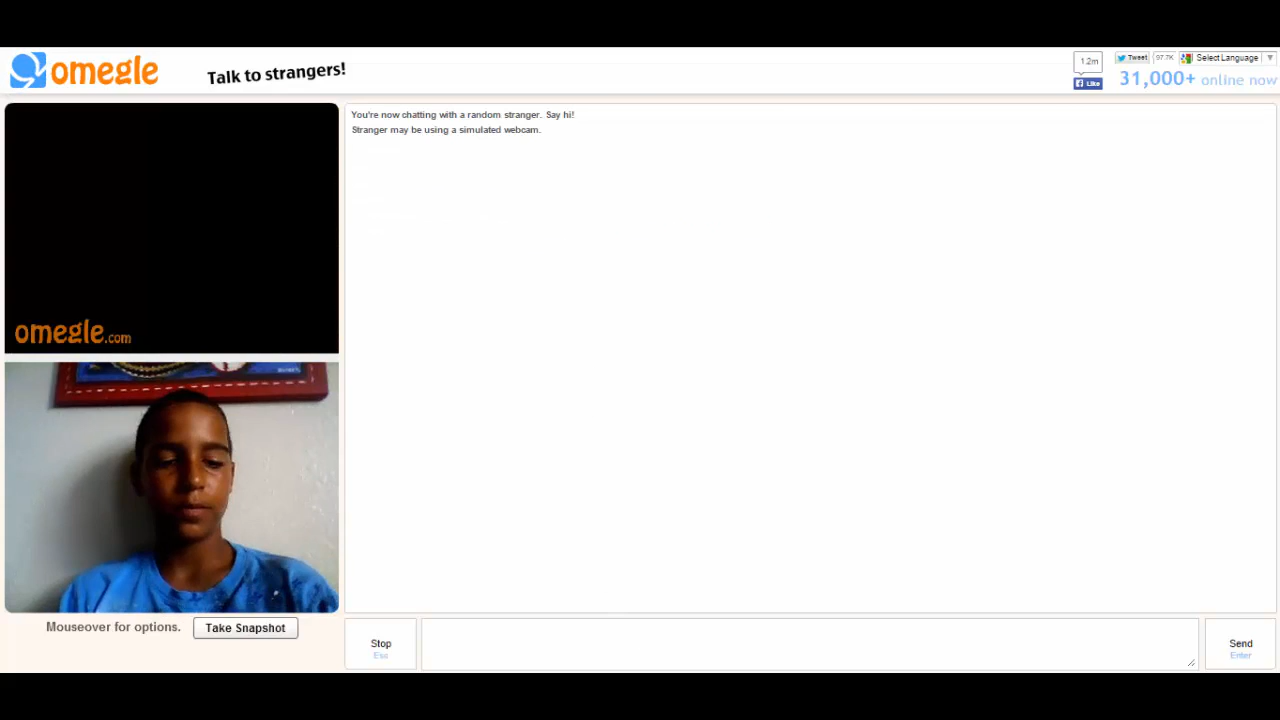 omegle
Talk to strangers!
1.2m
Like
Tweet
97.7K
Select Language
31,000+ online now
omegle.com
You're now chatting with a random stranger. Say hi!
Stranger may be using a simulated webcam.
Mouseover for options.
Take Snapshot
Stop
Esc
Send
Enter